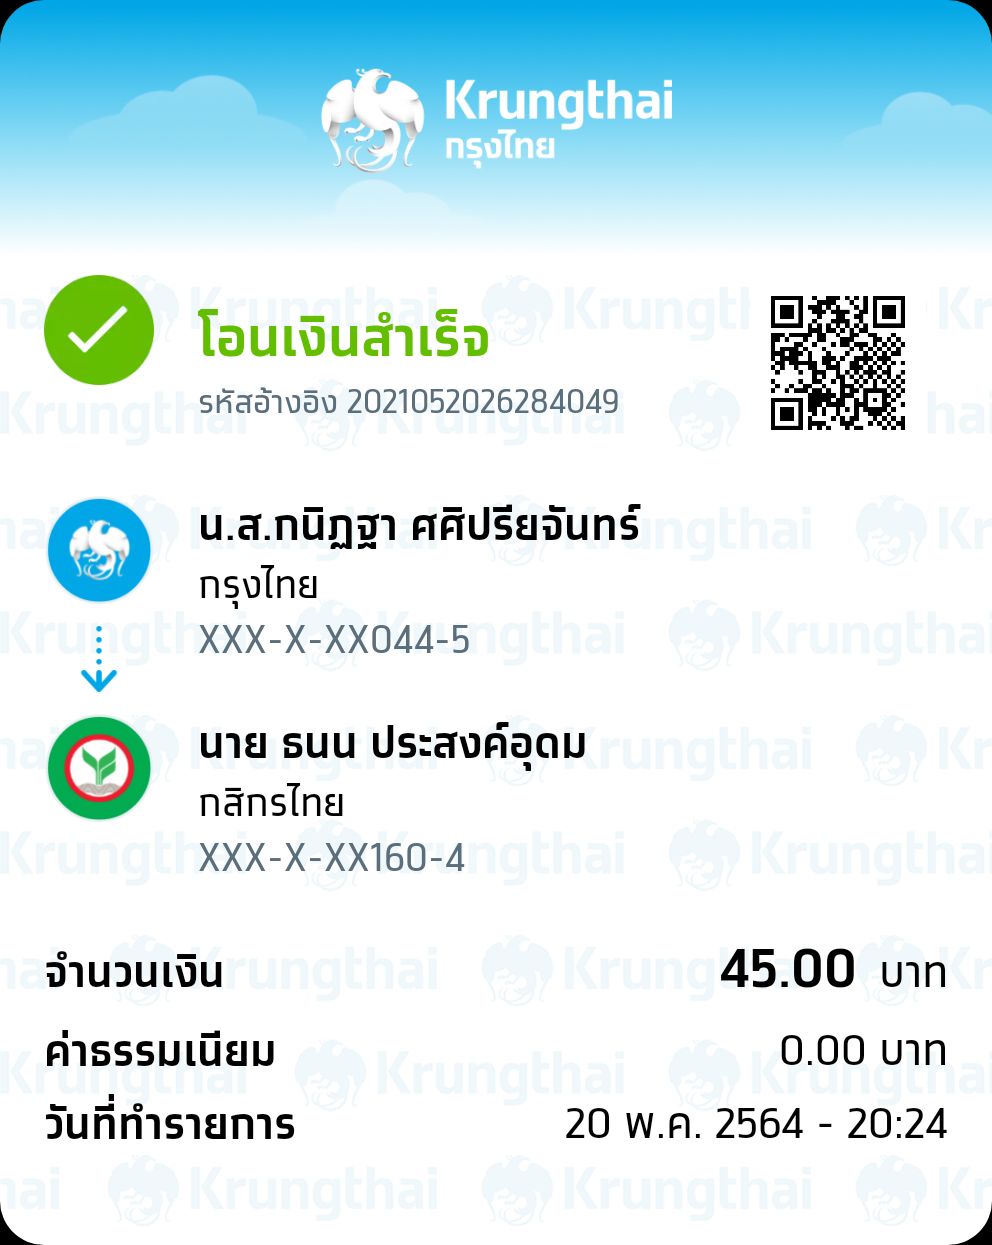 Krungthai
กรุงไทย
โอนเงินสำเร็จ
รหัสอ้างอิง 2021052026284049
น.ส.กนิฏฐา ศศิปรียจันทร์
กรุงไทย
XXX-X-XX044-5
นาย ธนน ประสงค์อุดม
กสิกรไทย
XXX-X-XX160-4
จำนวนเงิน 45.00 บาท
ค่าธรรมเนียม 0.00 บาท
วันที่ทำรายการ 20 พ.ค. 2564 - 20:24